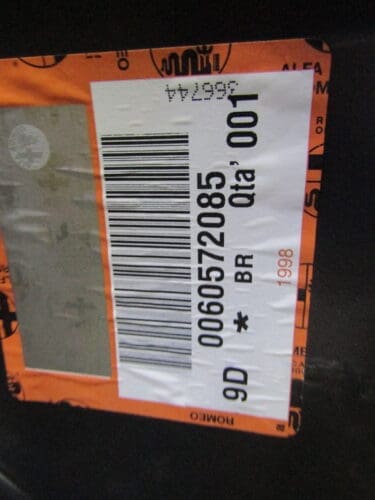 366744
9D 0060572085
* BR Qta' 001
1998
ALFA
ROMEO